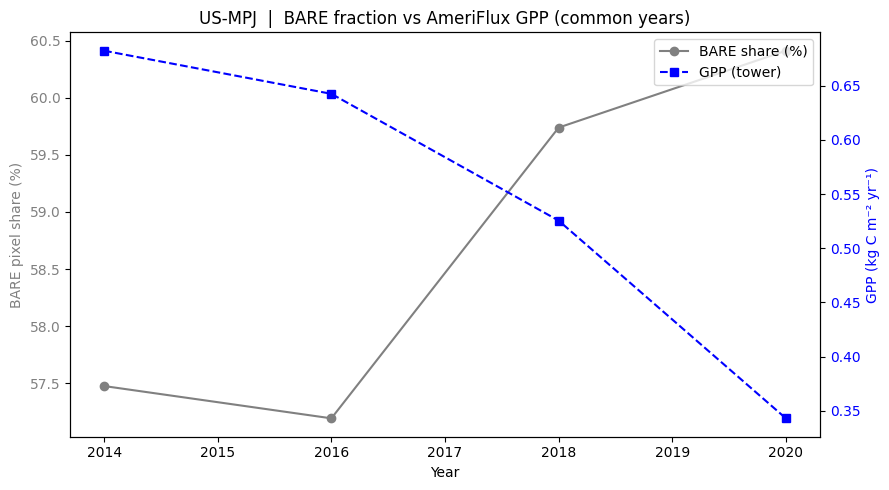 US-MPJ | BARE fraction vs AmeriFlux GPP (common years)
BARE share (%)
GPP (tower)
60.5
60.0
59.5
59.0
58.5
58.0
57.5
BARE pixel share (%)
0.65
0.60
0.55
0.50
0.45
0.40
0.35
GPP (kg C m⁻² yr⁻¹)
2014 2015 2016 2017 2018 2019 2020
Year